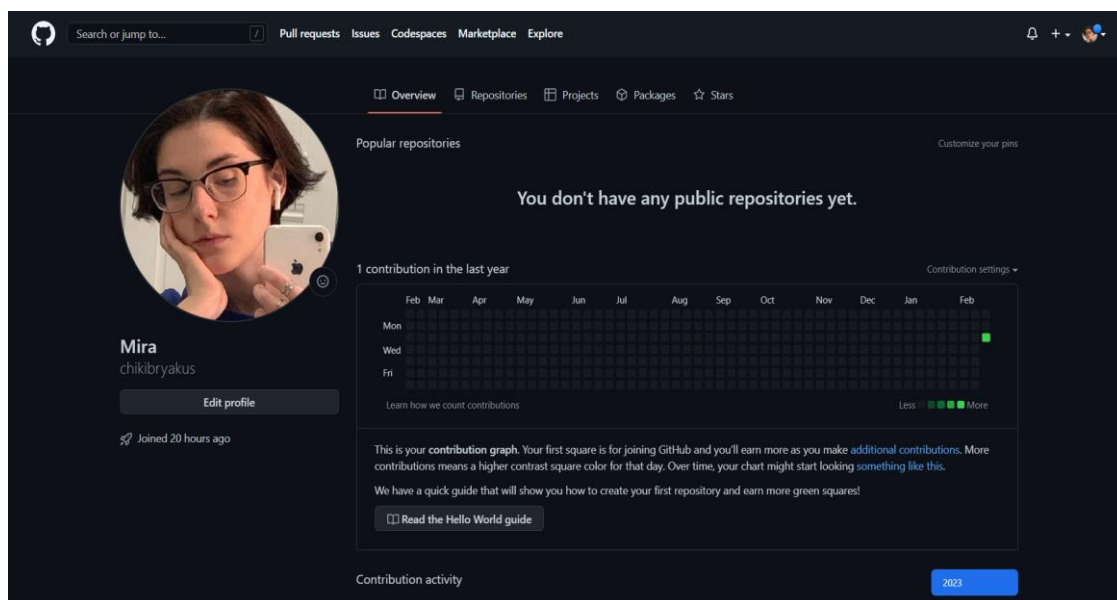 Search or jump to... /
Pull requests Issues Codespaces Marketplace Explore
Overview Repositories Projects Packages Stars
Popular repositories
Customize your pins
You don't have any public repositories yet.
1 contribution in the last year
Contribution settings
Feb Mar Apr May Jun Jul Aug Sep Oct Nov Dec Jan Feb
Mon
Wed
Fri
Learn how we count contributions
Less More
Mira
chikibryakus
Edit profile
Joined 20 hours ago
This is your contribution graph. Your first square is for joining GitHub and you'll earn more as you make additional contributions. More
contributions means a higher contrast square color for that day. Over time, your chart might start looking something like this.
We have a quick guide that will show you how to create your first repository and earn more green squares!
Read the Hello World guide
Contribution activity
2023